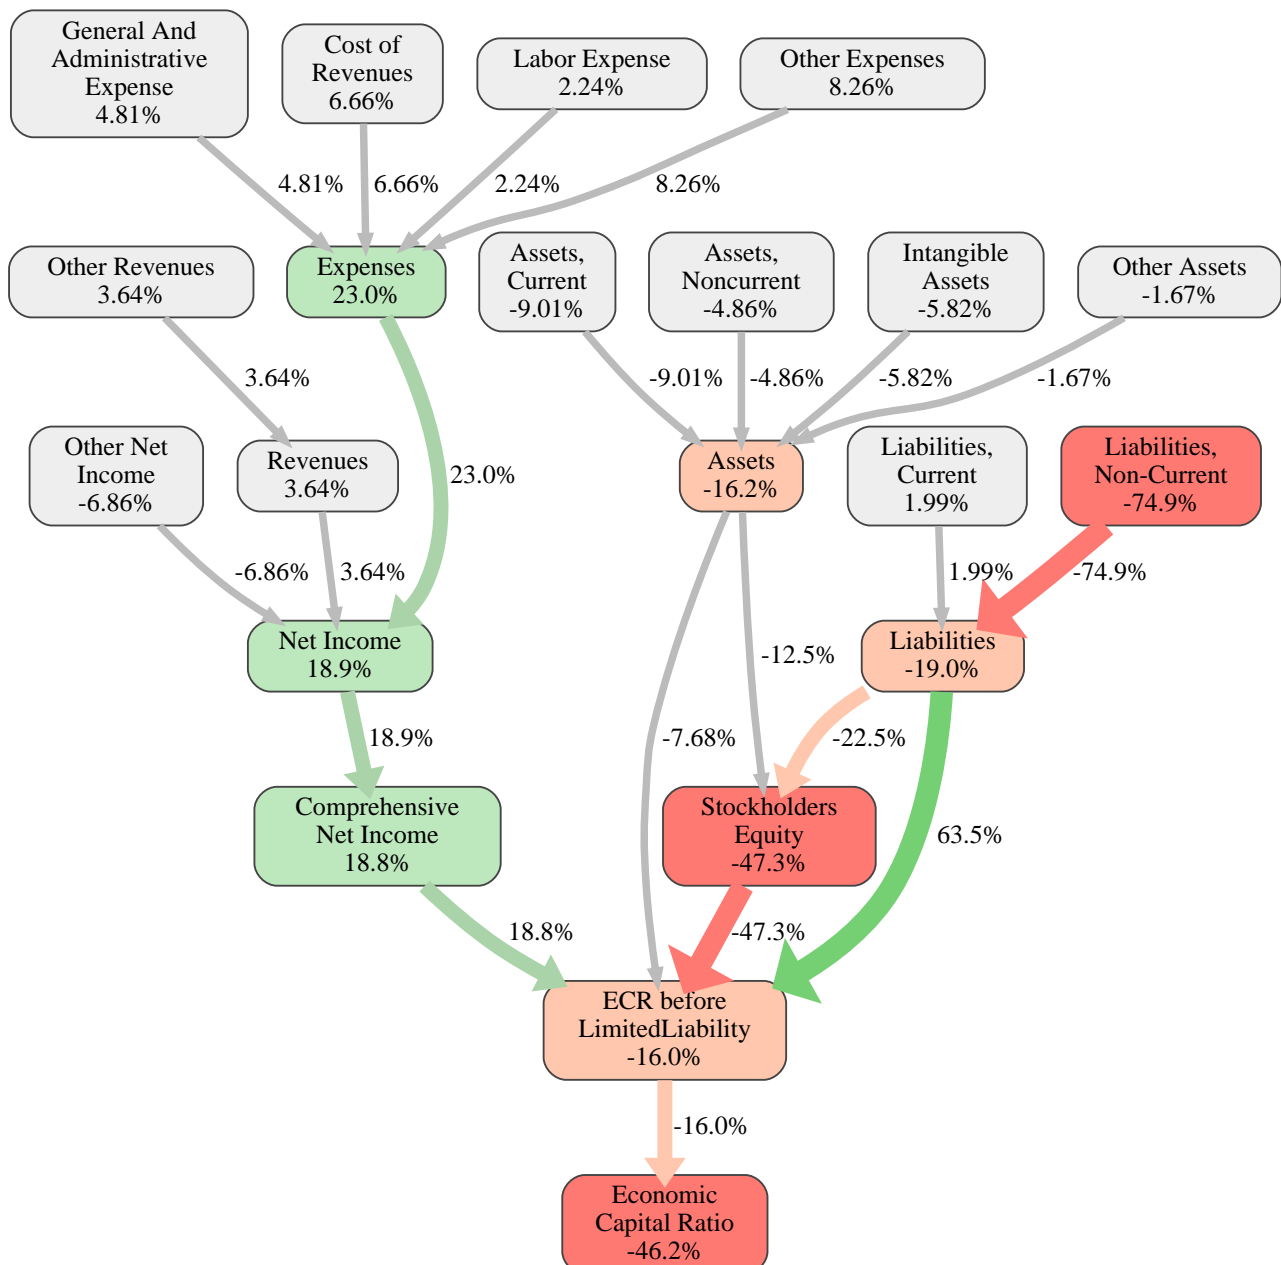 General And
Administrative
Expense
4.81%
Cost of
Revenues
6.66%
Labor Expense
2.24%
Other Expenses
8.26%
4.81%
6.66%
2.24%
8.26%
Other Revenues
3.64%
Expenses
23.0%
Assets,
Current
-9.01%
Assets,
Noncurrent
-4.86%
Intangible
Assets
-5.82%
Other Assets
-1.67%
3.64%
-9.01%
-4.86%
-5.82%
-1.67%
Other Net
Income
-6.86%
Revenues
3.64%
23.0%
Assets
-16.2%
Liabilities,
Current
1.99%
Liabilities,
Non-Current
-74.9%
-6.86%
3.64%
1.99%
-74.9%
Net Income
18.9%
-12.5%
Liabilities
-19.0%
18.9%
-7.68%
-22.5%
Comprehensive
Net Income
18.8%
Stockholders
Equity
-47.3%
63.5%
18.8%
-47.3%
ECR before
LimitedLiability
-16.0%
-16.0%
Economic
Capital Ratio
-46.2%